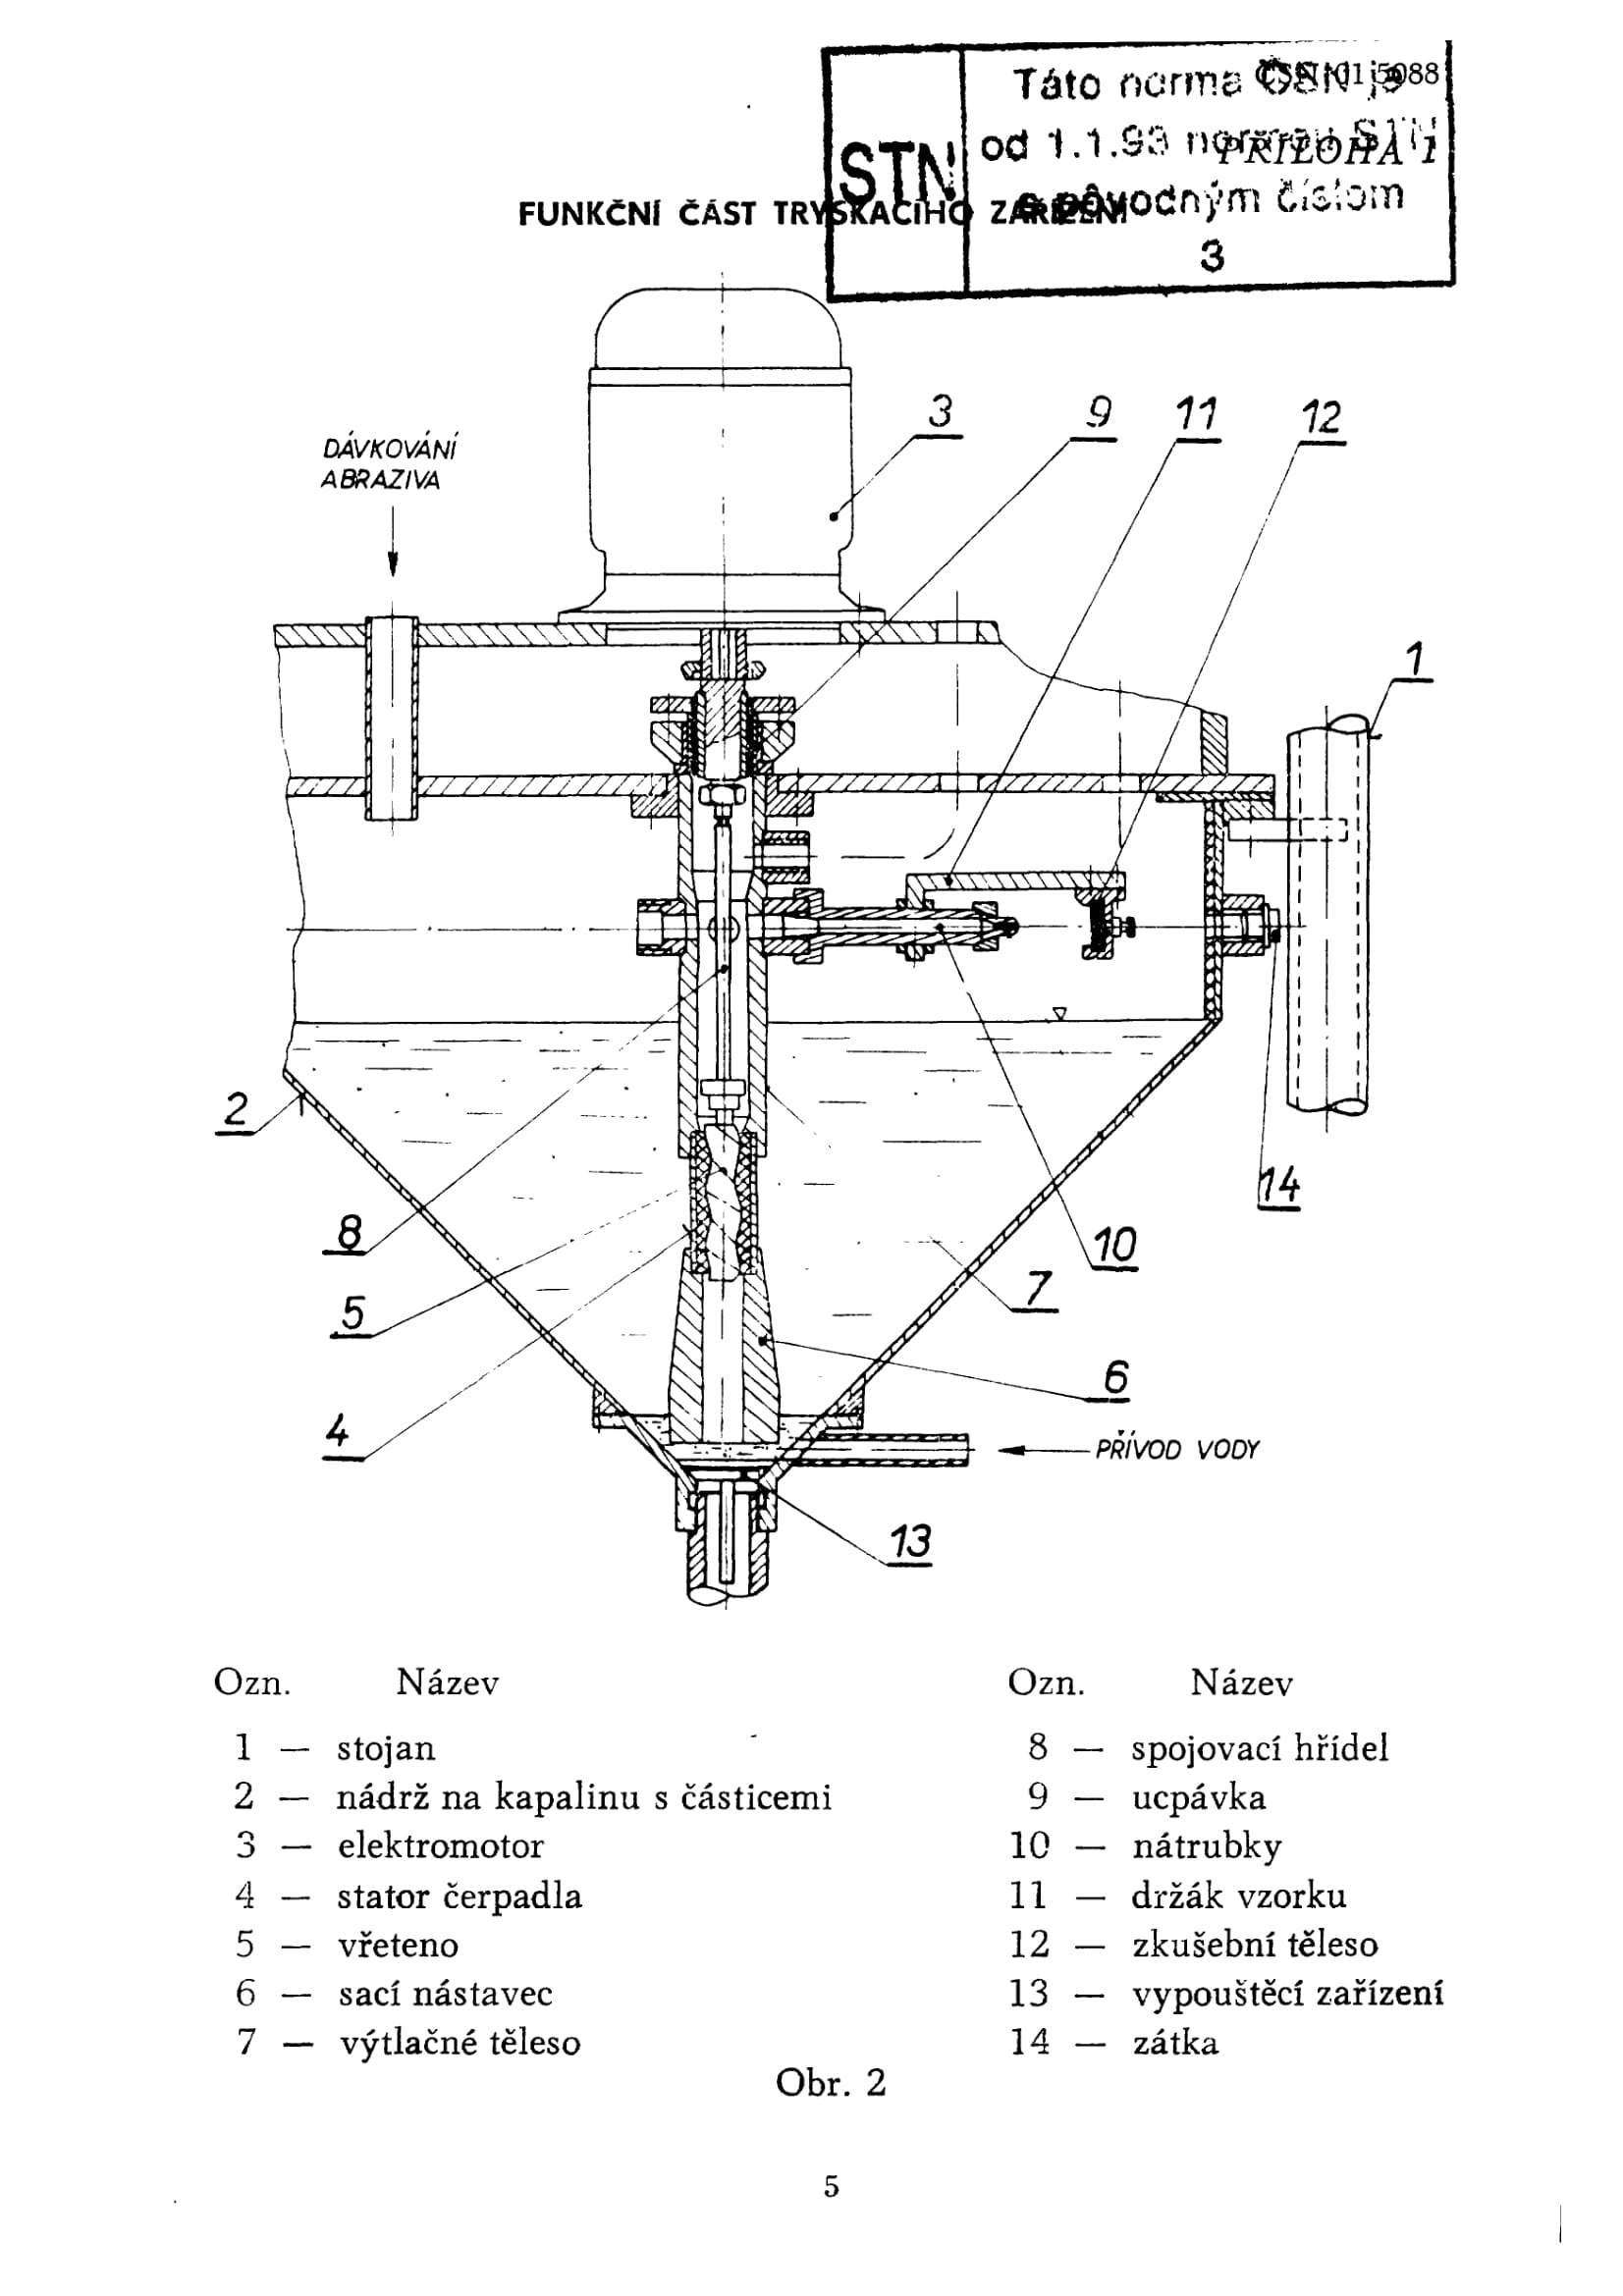 ČSN 01 5088
PŘÍLOHA 1
STN
Táto norma ČSN je
od 1.1.93 normou STN
s pôvodným číslom
3
FUNKČNÍ ČÁST TRYSKACÍHO ZAŘÍZENÍ
DÁVKOVÁNÍ
ABRAZIVA
3
9
11
12
1
2
14
8
10
7
5
6
4
PŘÍVOD VODY
13
Ozn. Název
1 — stojan
2 — nádrž na kapalinu s částicemi
3 — elektromotor
4 — stator čerpadla
5 — vřeteno
6 — sací nástavec
7 — výtlačné těleso
Ozn. Název
8 — spojovací hřídel
9 — ucpávka
10 — nátrubky
11 — držák vzorku
12 — zkušební těleso
13 — vypouštěcí zařízení
14 — zátka
Obr. 2
5